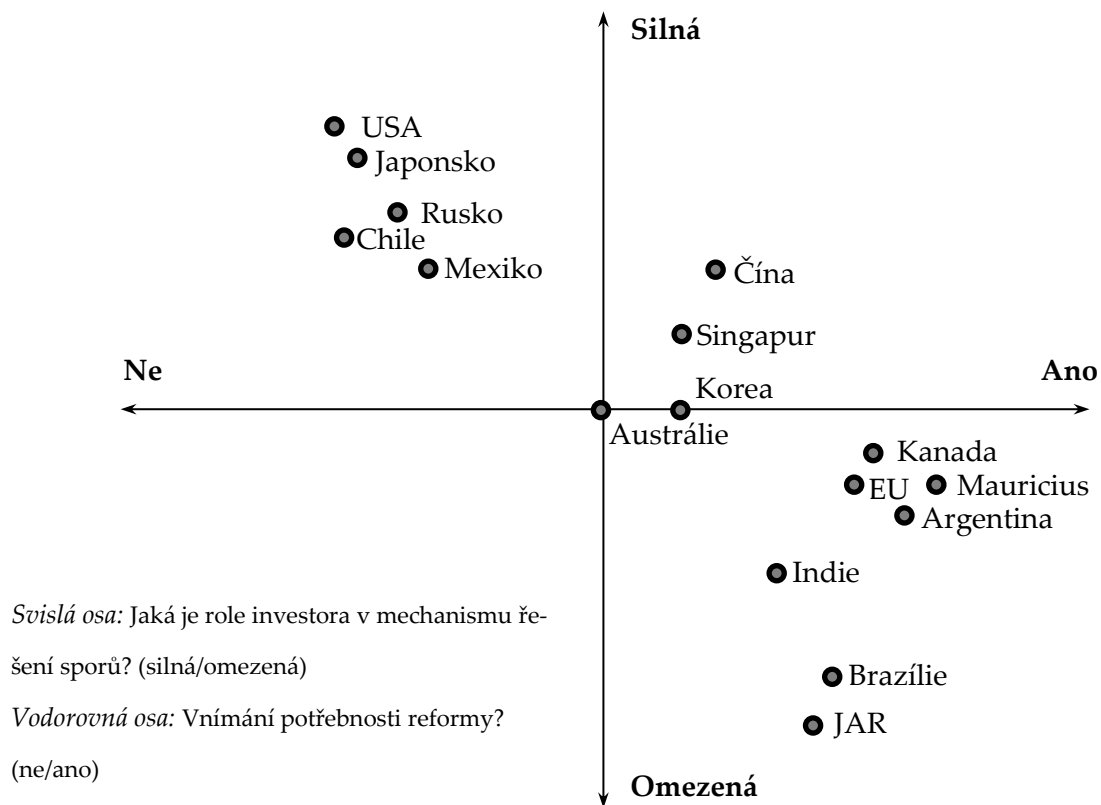 Silná
USA
Japonsko
Rusko
Chile
Mexiko
Čína
Singapur
Ne
Ano
Korea
Austrálie
Kanada
EU
Mauricius
Argentina
Indie
Svislá osa: Jaká je role investora v mechanismu ře-
šení sporů? (silná/omezená)
Vodorovná osa: Vnímání potřebnosti reformy?
(ne/ano)
Brazílie
JAR
Omezená